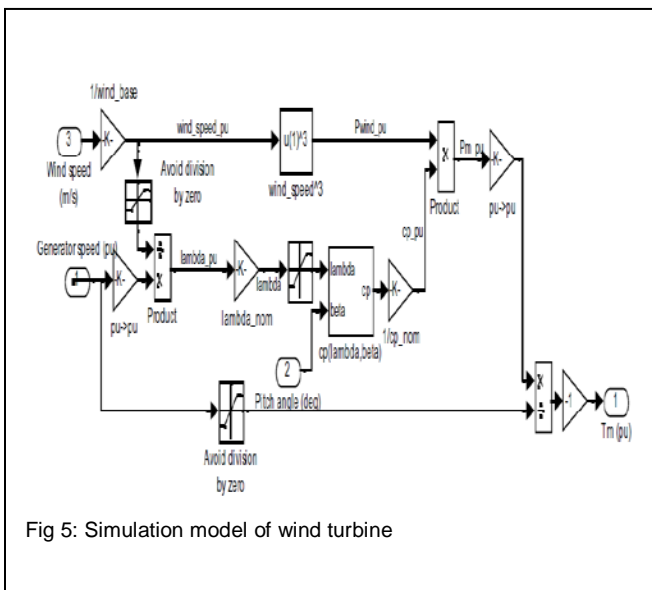 1/wind_base
-K-
3
Wind speed
(m/s)
wind_speed_pu
Avoid division
by zero
u(1)^3
wind_speed^3
Pwind_pu
x
Product
Pm_pu
-K-
pu->pu
cp_pu
Generator speed (pu)
1
-K-
pu->pu
÷
x
Product
lambda_pu
-K-
lambda_nom
lambda
lambda
beta
cp
cp(lambda,beta)
-K-
1/cp_nom
2
Pitch angle (deg)
Avoid division
by zero
x
÷
-1
1
Tm (pu)
Fig 5: Simulation model of wind turbine